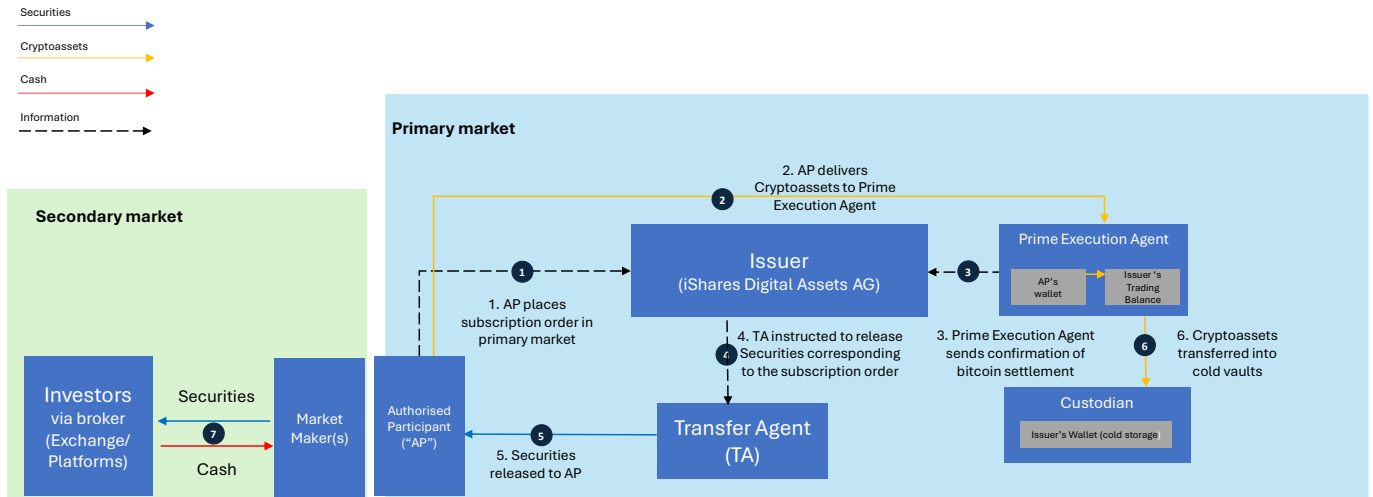 Securities
Cryptoassets
Cash
Information
Primary market
Secondary market
2. AP delivers
Cryptoassets to Prime
Execution Agent
2
1
1. AP places
subscription order in
primary market
Issuer
(iShares Digital Assets AG)
3
Prime Execution Agent
AP's
wallet
Issuer 's
Trading
Balance
4. TA instructed to release
Securities corresponding
to the subscription order
4
3. Prime Execution Agent
sends confirmation of
bitcoin settlement
6
6. Cryptoassets
transferred into
cold vaults
Investors
via broker
(Exchange/
Platforms)
Securities
7
Cash
Market
Maker(s)
Authorised
Participant
("AP")
5
5. Securities
released to AP
Transfer Agent
(TA)
Custodian
Issuer's Wallet (cold storage)